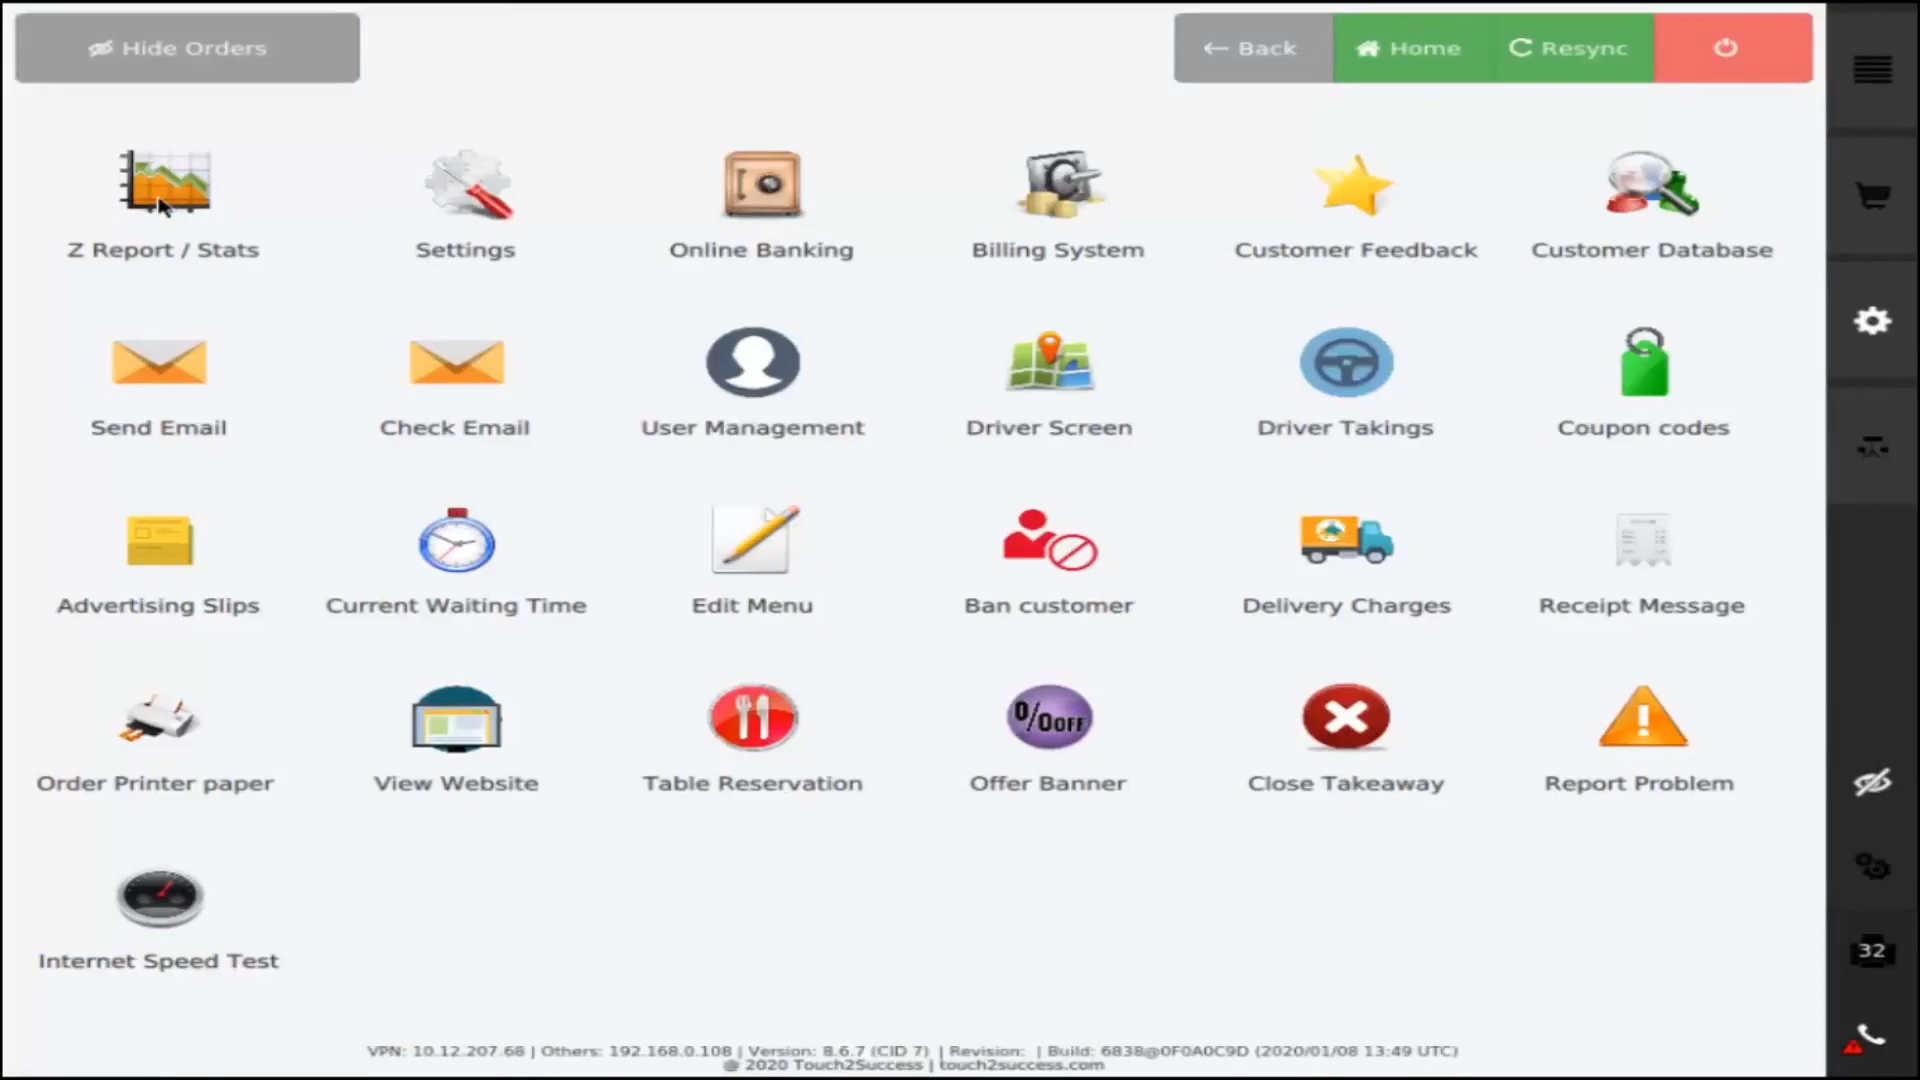 Hide Orders
Back
Home
Resync
Z Report / Stats
Settings
Online Banking
Billing System
Customer Feedback
Customer Database
Send Email
Check Email
User Management
Driver Screen
Driver Takings
Coupon codes
Advertising Slips
Current Waiting Time
Edit Menu
Ban customer
Delivery Charges
Receipt Message
0/0OFF
Order Printer paper
View Website
Table Reservation
Offer Banner
Close Takeaway
Report Problem
Internet Speed Test
32
VPN: 10.12.207.68 | Others: 192.168.0.108 | Version: 8.6.7 (CID 7) | Revision: | Build: 6838@0F0A0C9D (2020/01/08 13:49 UTC)
@ 2020 Touch2Success | touch2success.com